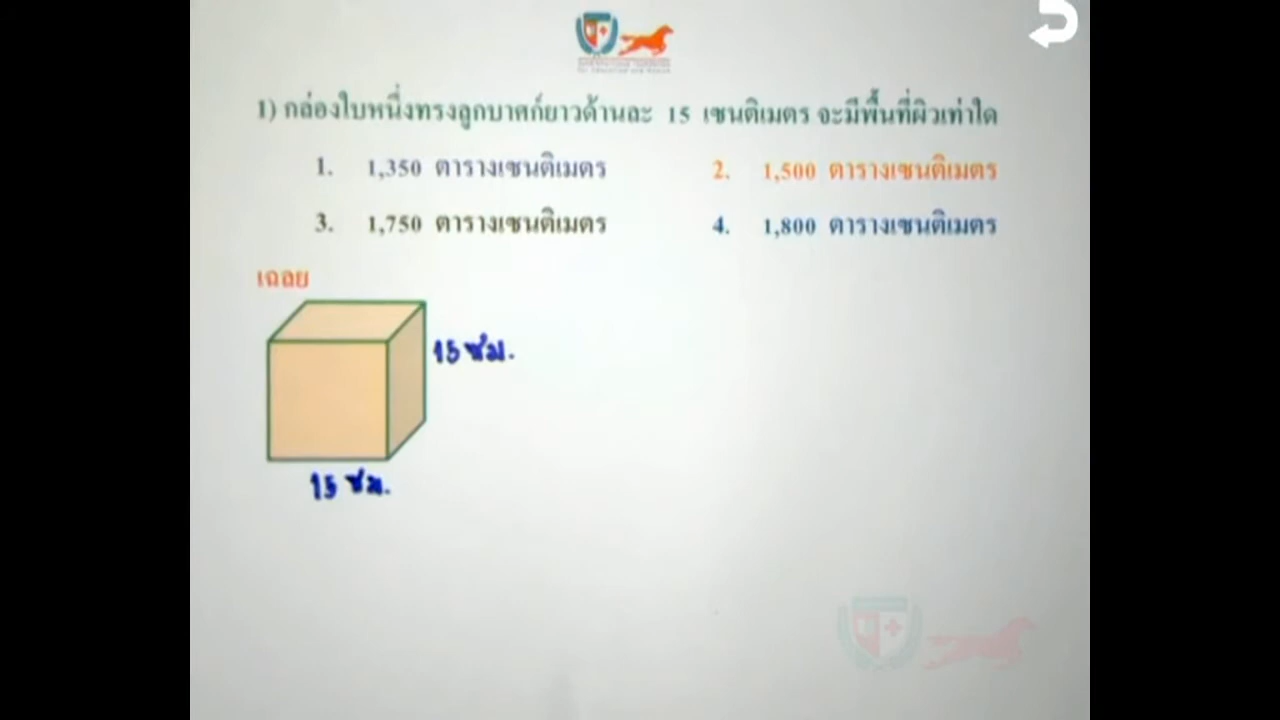 1) กล่องใบหนึ่งทรงลูกบาศก์ยาวด้านละ 15 เซนติเมตร จะมีพื้นที่ผิวเท่าใด
1. 1,350 ตารางเซนติเมตร 2. 1,500 ตารางเซนติเมตร
3. 1,750 ตารางเซนติเมตร 4. 1,800 ตารางเซนติเมตร
เฉลย
15 ซม.
15 ซม.